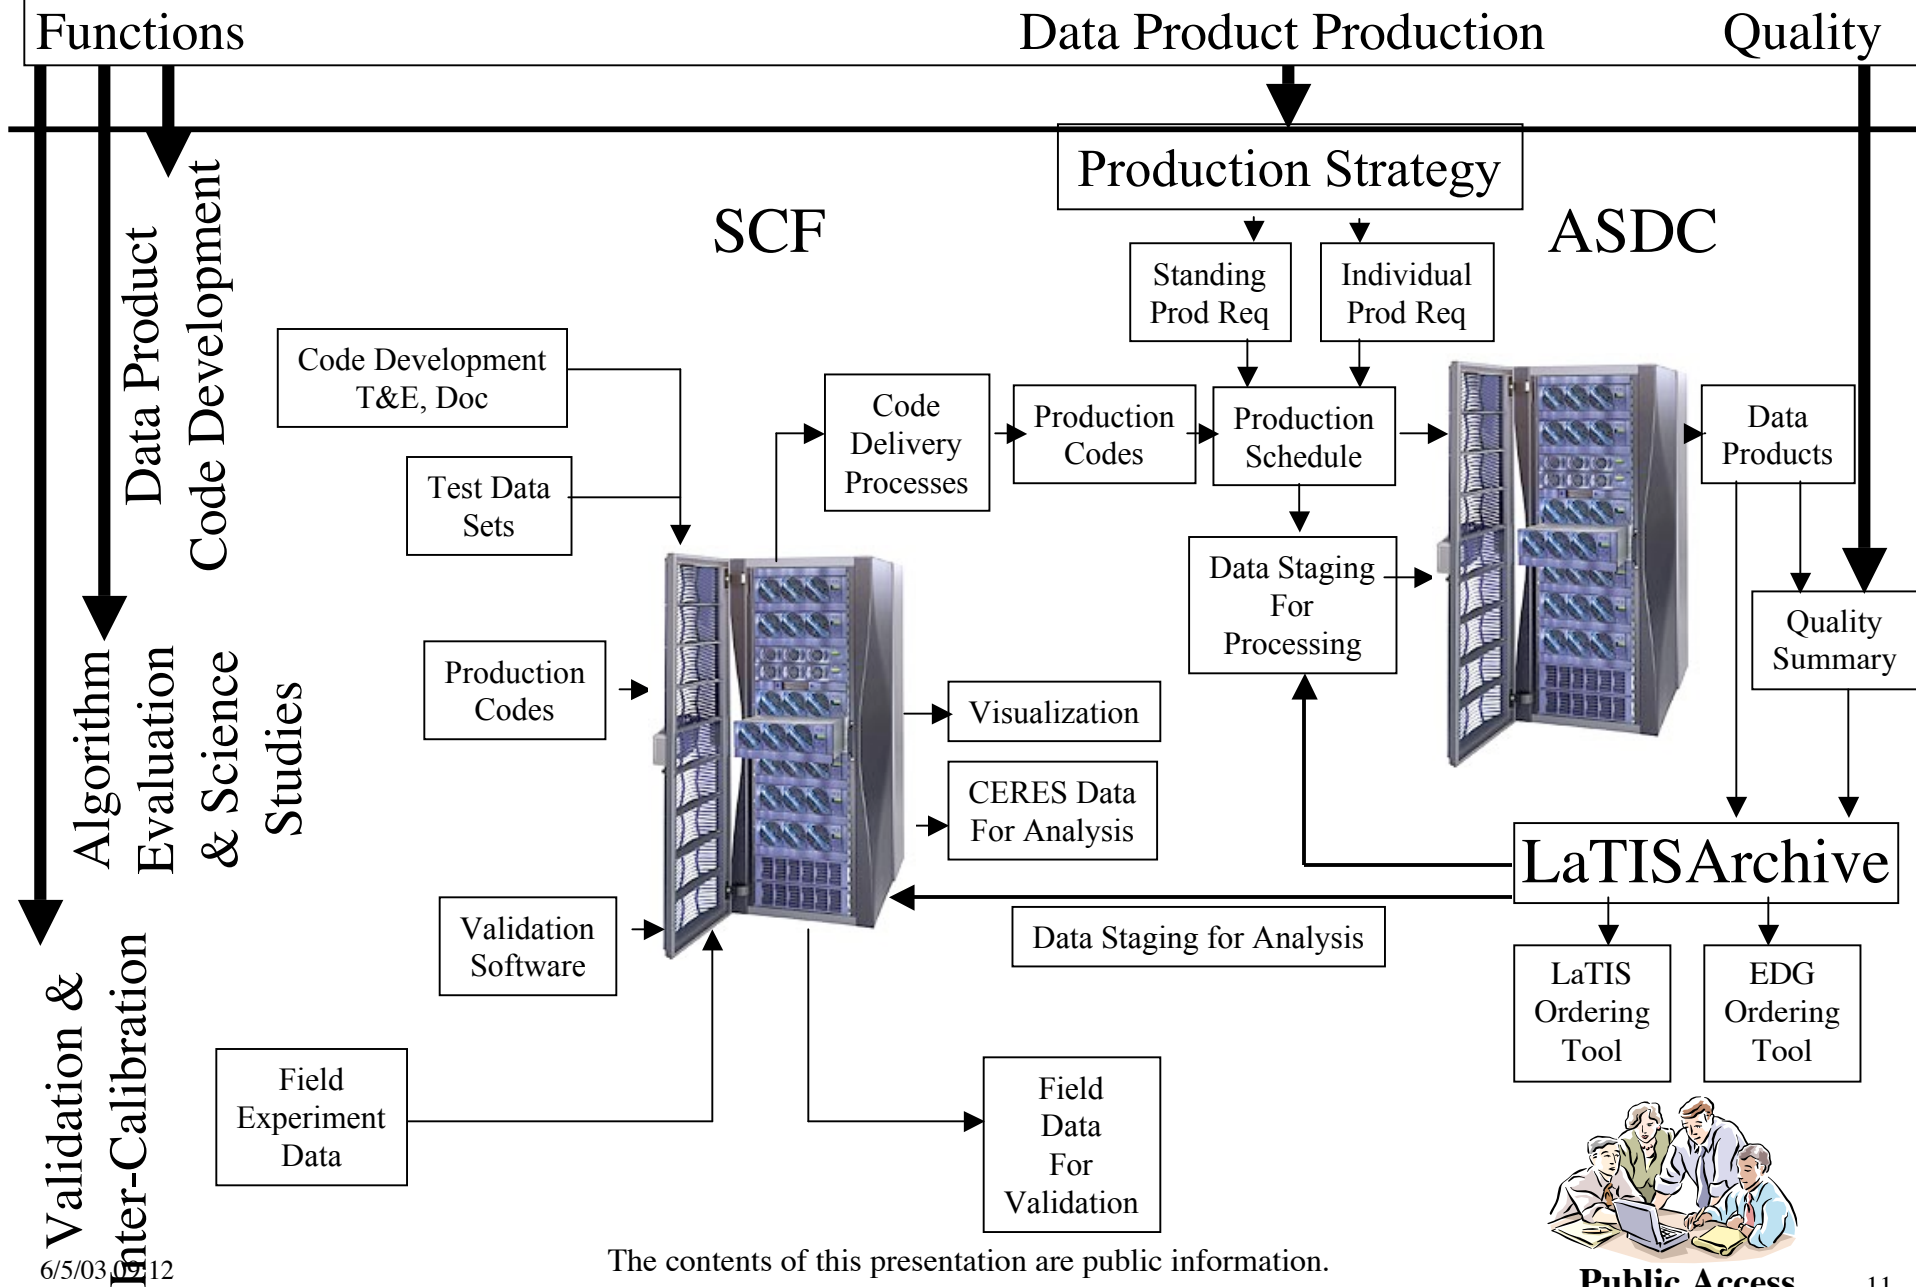 Functions
Data Product Production
Quality
Production Strategy
SCF
ASDC
Standing
Prod Req
Individual
Prod Req
Data Product
Code Development
Code Development
T&E, Doc
Test Data
Sets
Code
Delivery
Processes
Production
Codes
Production
Schedule
Data
Products
Data Staging
For
Processing
Quality
Summary
Algorithm
Evaluation
& Science
Studies
Production
Codes
Visualization
CERES Data
For Analysis
LaTISArchive
Validation
Software
Data Staging for Analysis
LaTIS
Ordering
Tool
EDG
Ordering
Tool
Validation &
Inter-Calibration
Field
Experiment
Data
Field
Data
For
Validation
6/5/03 09:12
The contents of this presentation are public information.
Public Access
11